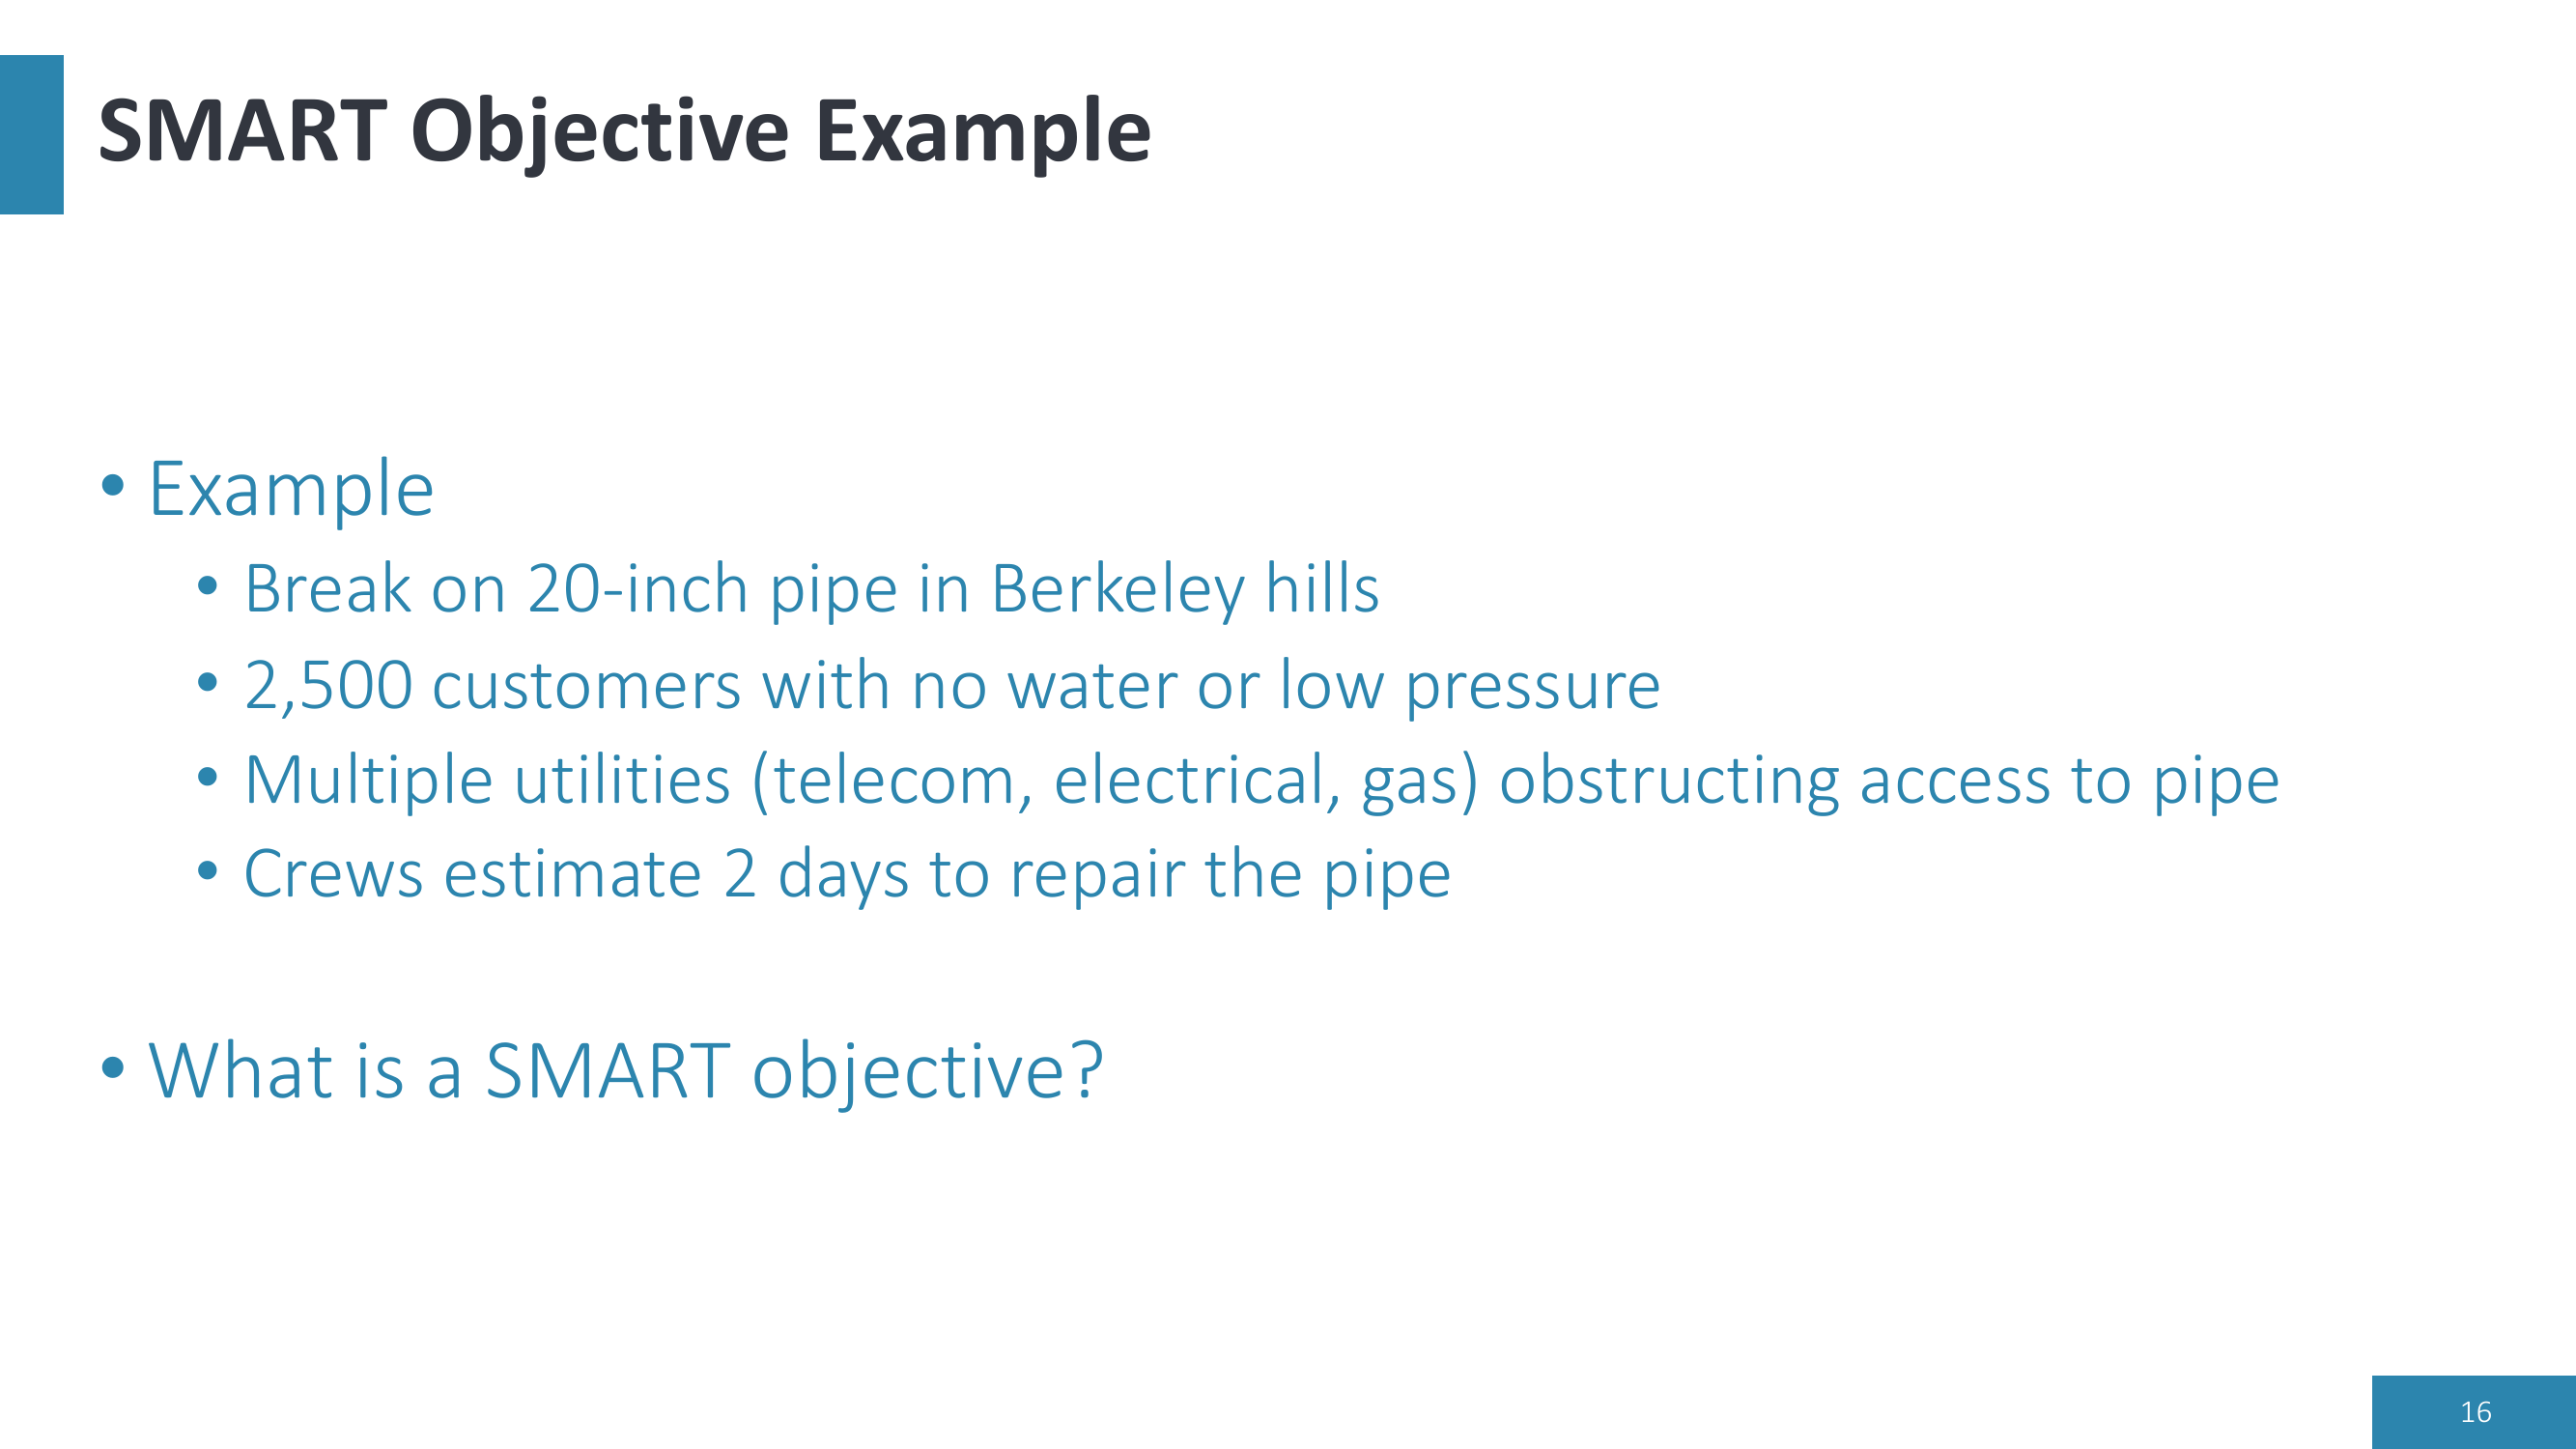 SMART Objective Example
• Example
• Break on 20-inch pipe in Berkeley hills
• 2,500 customers with no water or low pressure
• Multiple utilities (telecom, electrical, gas) obstructing access to pipe
• Crews estimate 2 days to repair the pipe
• What is a SMART objective?
16